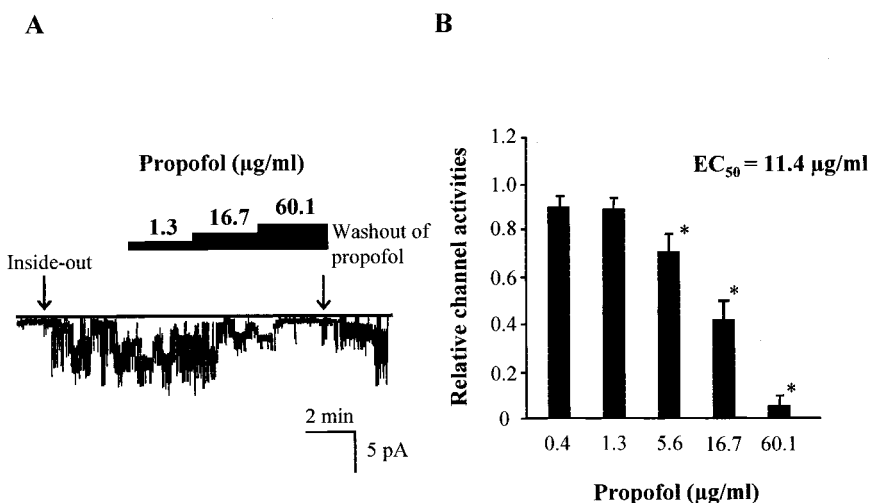 A
Propofol (µg/ml)
1.3 16.7 60.1
Inside-out
Washout of
propofol
2 min
5 pA
B
EC50 = 11.4 µg/ml
Relative channel activities
1.2
1.0
0.8
0.6
0.4
0.2
0
*
*
*
0.4 1.3 5.6 16.7 60.1
Propofol (µg/ml)